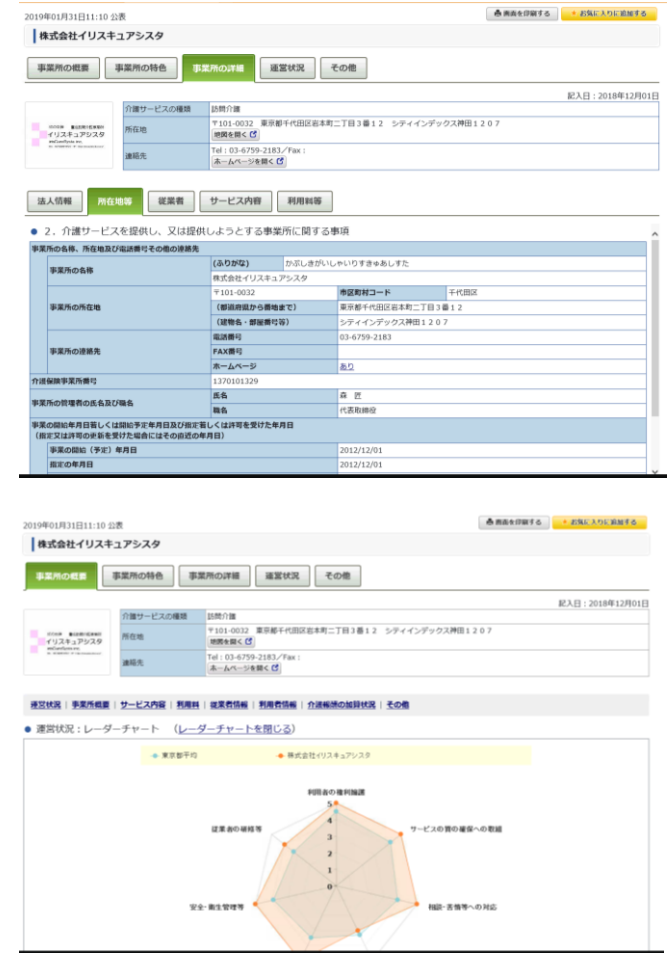 2019年01月31日11:10 公表
画面を印刷する
お気に入りに追加する
株式会社イリスキュアシスタ
事業所の概要 事業所の特色 事業所の詳細 運営状況 その他
記入日：2018年12月01日
イリスキュアシスタ
介護サービスの種類 訪問介護
所在地 〒101-0032 東京都千代田区岩本町二丁目3番12 シティインデックス神田1207
地図を開く
連絡先 Tel：03-6759-2183／Fax：
ホームページを開く
法人情報 所在地等 従業者 サービス内容 利用料等
● 2．介護サービスを提供し、又は提供しようとする事業所に関する事項
事業所の名称、所在地及び電話番号その他の連絡先
事業所の名称 (ふりがな) かぶしきがいしゃいりすきゅあしすた
株式会社イリスキュアシスタ
事業所の所在地 〒101-0032 市区町村コード 千代田区
（都道府県から番地まで） 東京都千代田区岩本町二丁目3番12
（建物名・部屋番号等） シティインデックス神田1207
事業所の連絡先 電話番号 03-6759-2183
FAX番号
ホームページ あり
介護保険事業所番号 1370101329
事業所の管理者の氏名及び職名 氏名 森 匠
職名 代表取締役
事業の開始年月日若しくは開始予定年月日及び指定若しくは許可を受けた年月日
（指定又は許可の更新を受けた場合にはその直近の年月日）
事業の開始（予定）年月日 2012/12/01
指定の年月日 2012/12/01
2019年01月31日11:10 公表
画面を印刷する
お気に入りに追加する
株式会社イリスキュアシスタ
事業所の概要 事業所の特色 事業所の詳細 運営状況 その他
記入日：2018年12月01日
イリスキュアシスタ
介護サービスの種類 訪問介護
所在地 〒101-0032 東京都千代田区岩本町二丁目3番12 シティインデックス神田1207
地図を開く
連絡先 Tel：03-6759-2183／Fax：
ホームページを開く
運営状況 | 事業所概要 | サービス内容 | 利用料 | 従業者情報 | 利用者情報 | 介護報酬の加算状況 | その他
● 運営状況：レーダーチャート （レーダーチャートを閉じる）
東京都平均 株式会社イリスキュアシスタ
利用者の権利擁護
5
従業者の研修等
4
サービスの質の確保への取組
3
2
1
0
安全・衛生管理等
相談・苦情等への対応